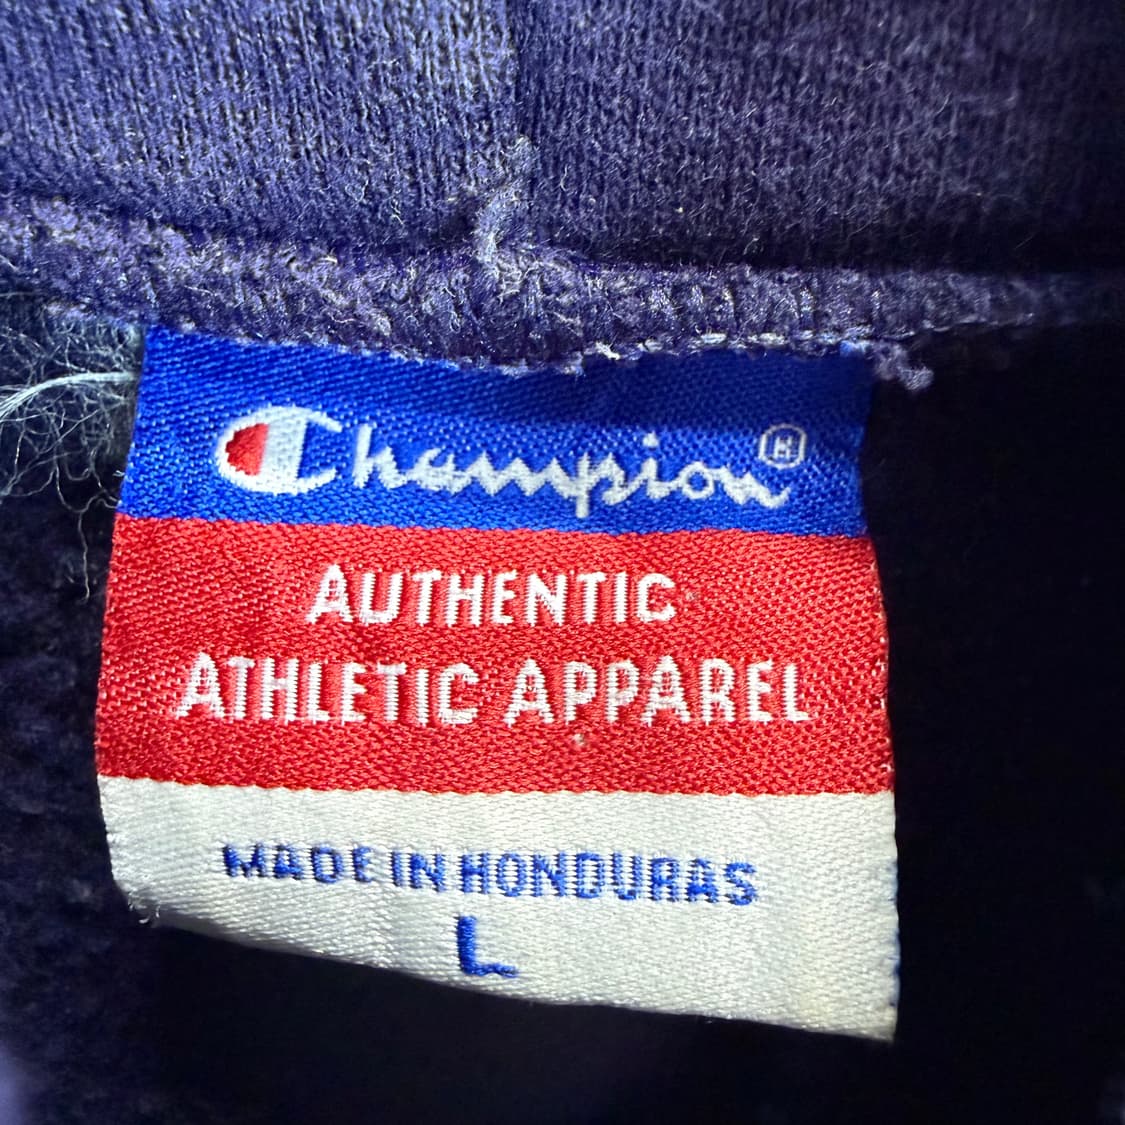 Champion®
AUTHENTIC
ATHLETIC APPAREL
MADE IN HONDURAS
L